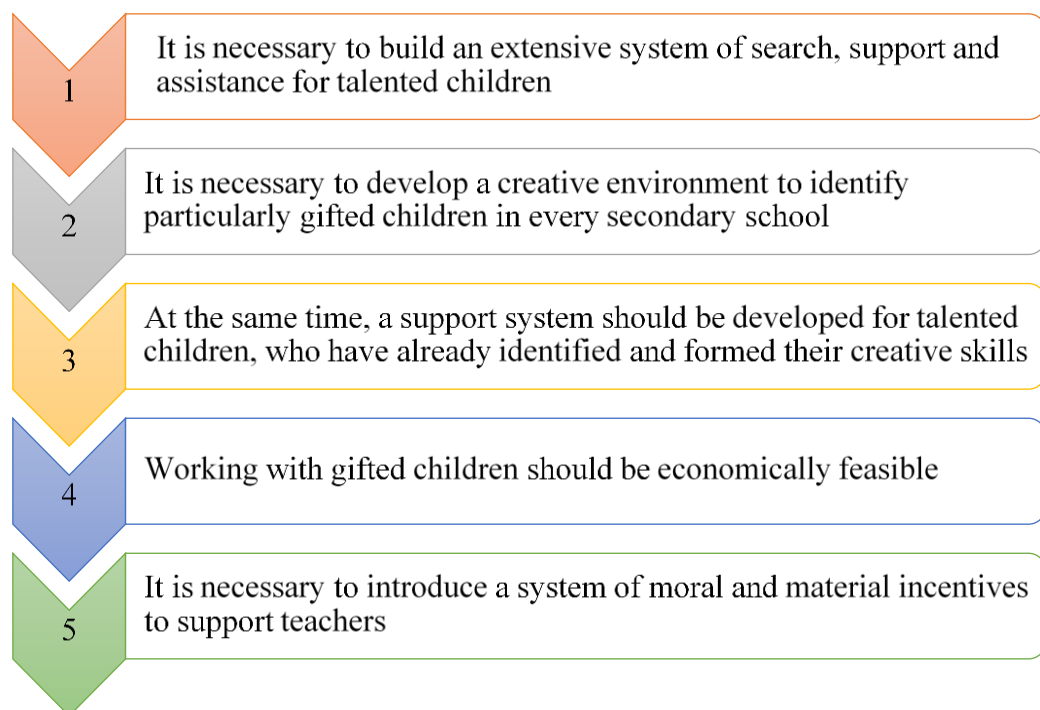 1
It is necessary to build an extensive system of search, support and
assistance for talented children
2
It is necessary to develop a creative environment to identify
particularly gifted children in every secondary school
3
At the same time, a support system should be developed for talented
children, who have already identified and formed their creative skills
4
Working with gifted children should be economically feasible
5
It is necessary to introduce a system of moral and material incentives
to support teachers